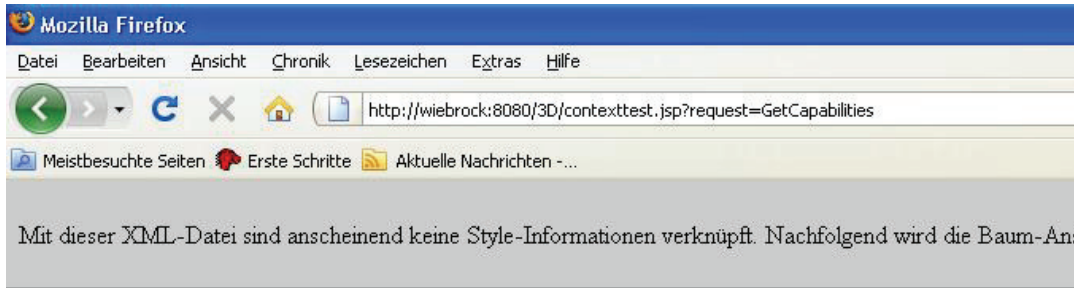 Mozilla Firefox
Datei Bearbeiten Ansicht Chronik Lesezeichen Extras Hilfe
http://wiebrock:8080/3D/contexttest.jsp?request=GetCapabilities
Meistbesuchte Seiten Erste Schritte Aktuelle Nachrichten -...
Mit dieser XML-Datei sind anscheinend keine Style-Informationen verknüpft. Nachfolgend wird die Baum-Ans